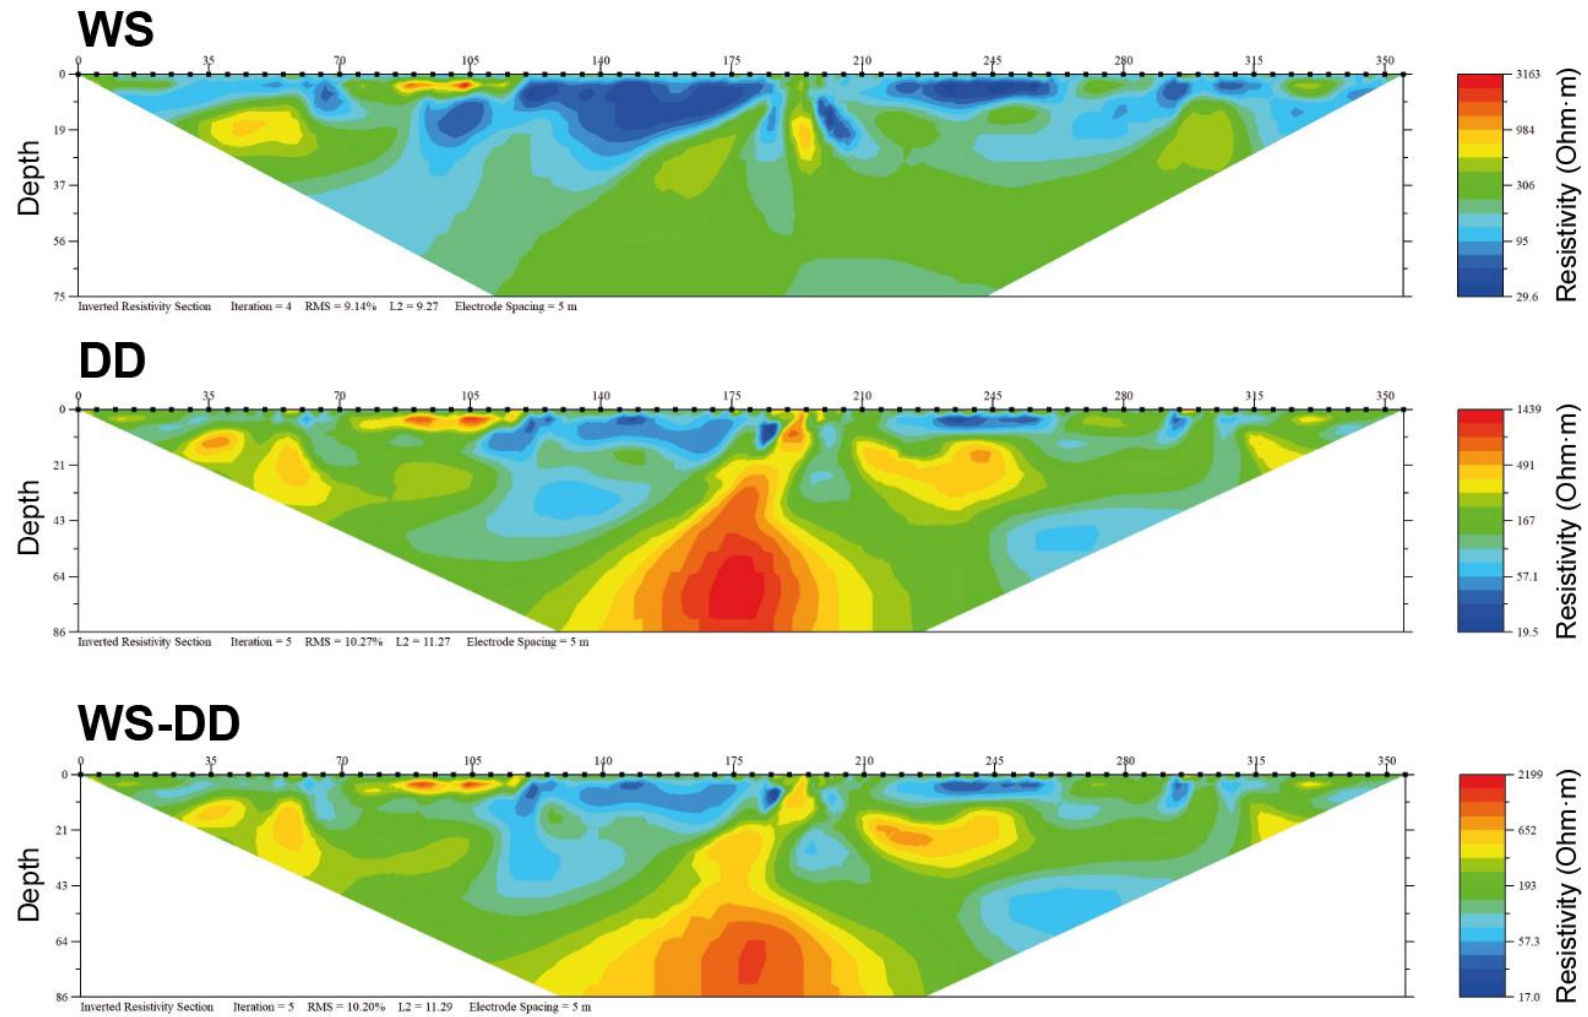 WS
0 35 70 105 140 175 210 245 280 315 350
0
19
37
56
75
Depth
3163
984
306
95
29.6
Resistivity (Ohm·m)
Inverted Resistivity Section Iteration = 4 RMS = 9.14% L2 = 9.27 Electrode Spacing = 5 m
DD
0 35 70 105 140 175 210 245 280 315 350
0
21
43
64
86
Depth
1439
491
167
57.1
19.5
Resistivity (Ohm·m)
Inverted Resistivity Section Iteration = 5 RMS = 10.27% L2 = 11.27 Electrode Spacing = 5 m
WS-DD
0 35 70 105 140 175 210 245 280 315 350
0
21
43
64
86
Depth
2199
652
193
57.3
17.0
Resistivity (Ohm·m)
Inverted Resistivity Section Iteration = 5 RMS = 10.20% L2 = 11.29 Electrode Spacing = 5 m